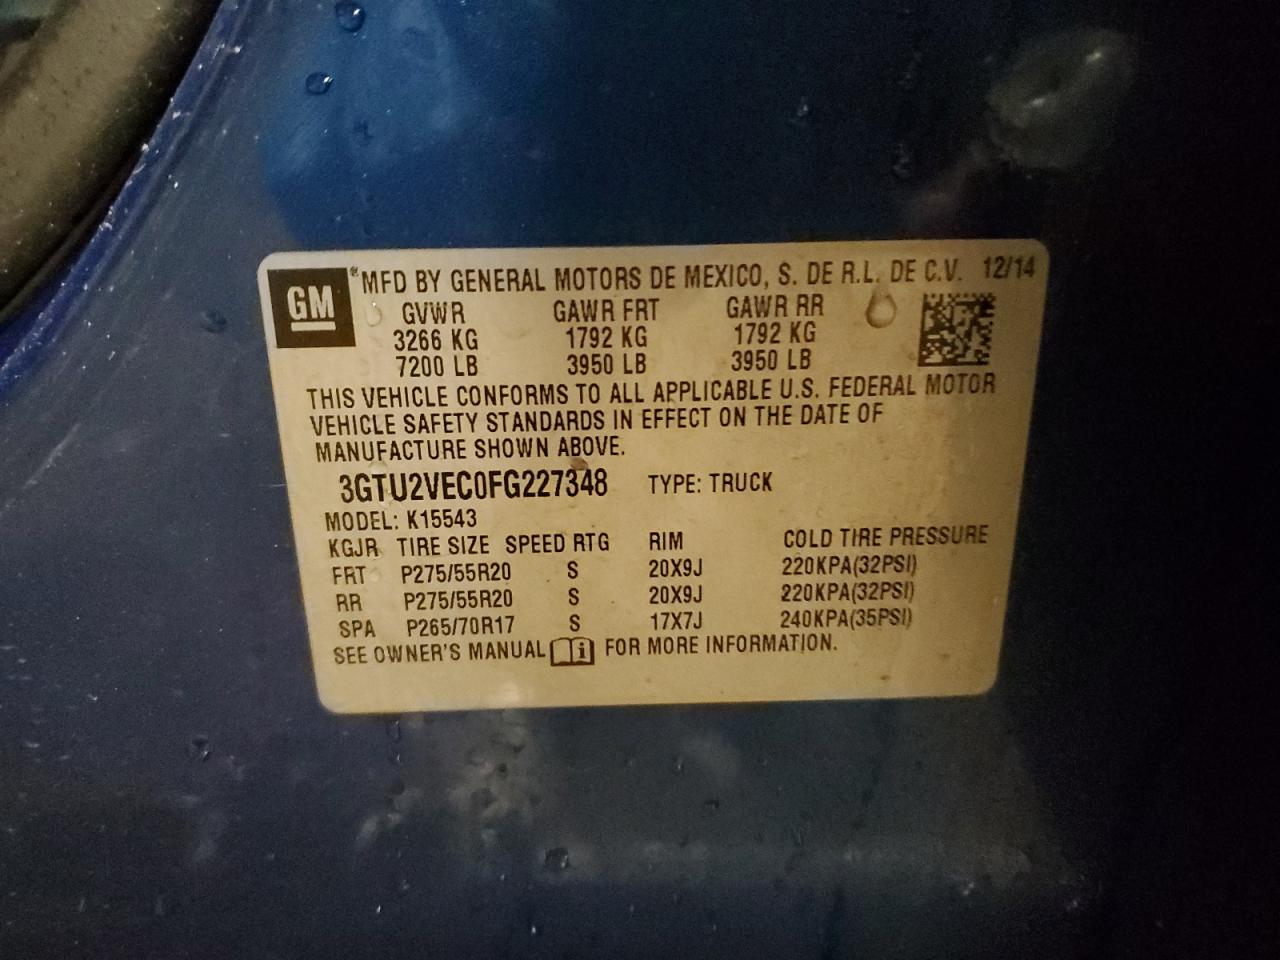 GM ® MFD BY GENERAL MOTORS DE MEXICO, S. DE R.L. DE C.V. 12/14
GVWR GAWR FRT GAWR RR
3266 KG 1792 KG 1792 KG
7200 LB 3950 LB 3950 LB
THIS VEHICLE CONFORMS TO ALL APPLICABLE U.S. FEDERAL MOTOR
VEHICLE SAFETY STANDARDS IN EFFECT ON THE DATE OF
MANUFACTURE SHOWN ABOVE.
3GTU2VEC0FG227348 TYPE: TRUCK
MODEL: K15543
KGJR TIRE SIZE SPEED RTG RIM COLD TIRE PRESSURE
FRT P275/55R20 S 20X9J 220KPA(32PSI)
RR P275/55R20 S 20X9J 220KPA(32PSI)
SPA P265/70R17 S 17X7J 240KPA(35PSI)
SEE OWNER'S MANUAL i FOR MORE INFORMATION.